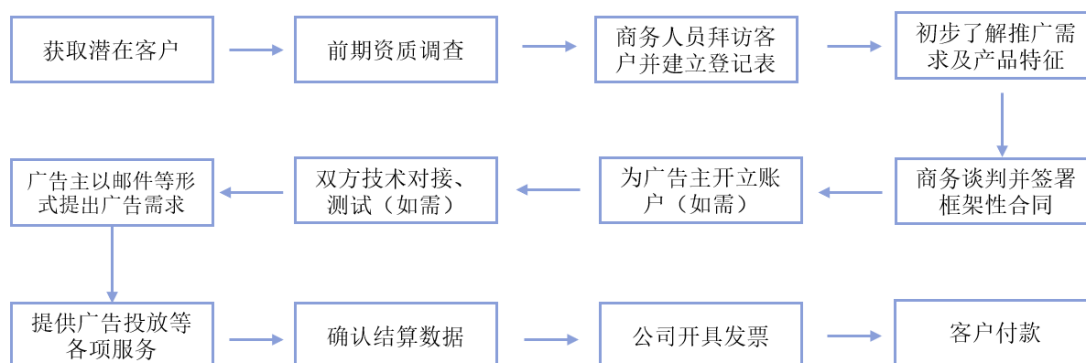 获取潜在客户
前期资质调查
商务人员拜访客
户并建立登记表
初步了解推广需
求及产品特征
商务谈判并签署
框架性合同
为广告主开立账
户（如需）
双方技术对接、
测试（如需）
广告主以邮件等形
式提出广告需求
提供广告投放等
各项服务
确认结算数据
公司开具发票
客户付款